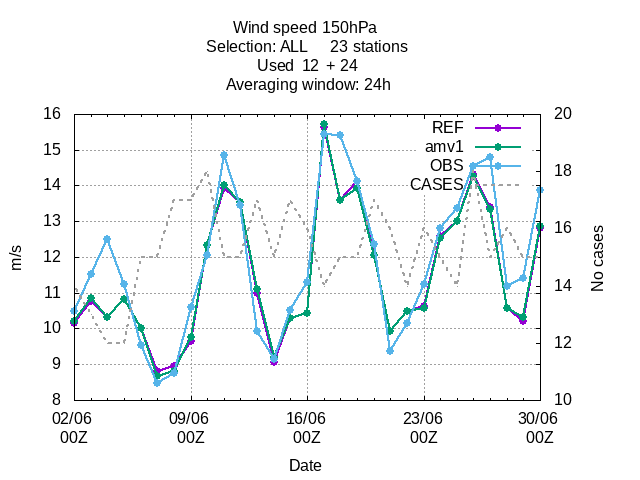 Wind speed 150hPa
Selection: ALL 23 stations
Used 12 + 24
Averaging window: 24h
16 20
REF
amv1
OBS
CASES
15
14 18
13
16
12
m/s
No cases
11 14
10
12
9
8 10
02/06 09/06 16/06 23/06 30/06
00Z 00Z 00Z 00Z 00Z
Date